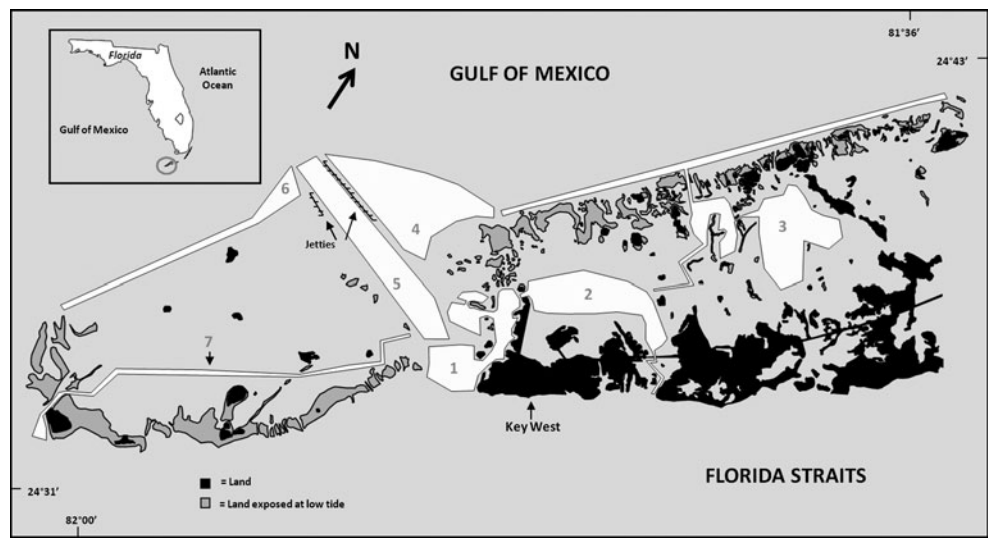 81°36′
24°43′
N
GULF OF MEXICO
Florida
Atlantic
Ocean
Gulf of Mexico
6
4
3
Jetties
5
2
7
1
Key West
FLORIDA STRAITS
= Land
= Land exposed at low tide
24°31′
82°00′